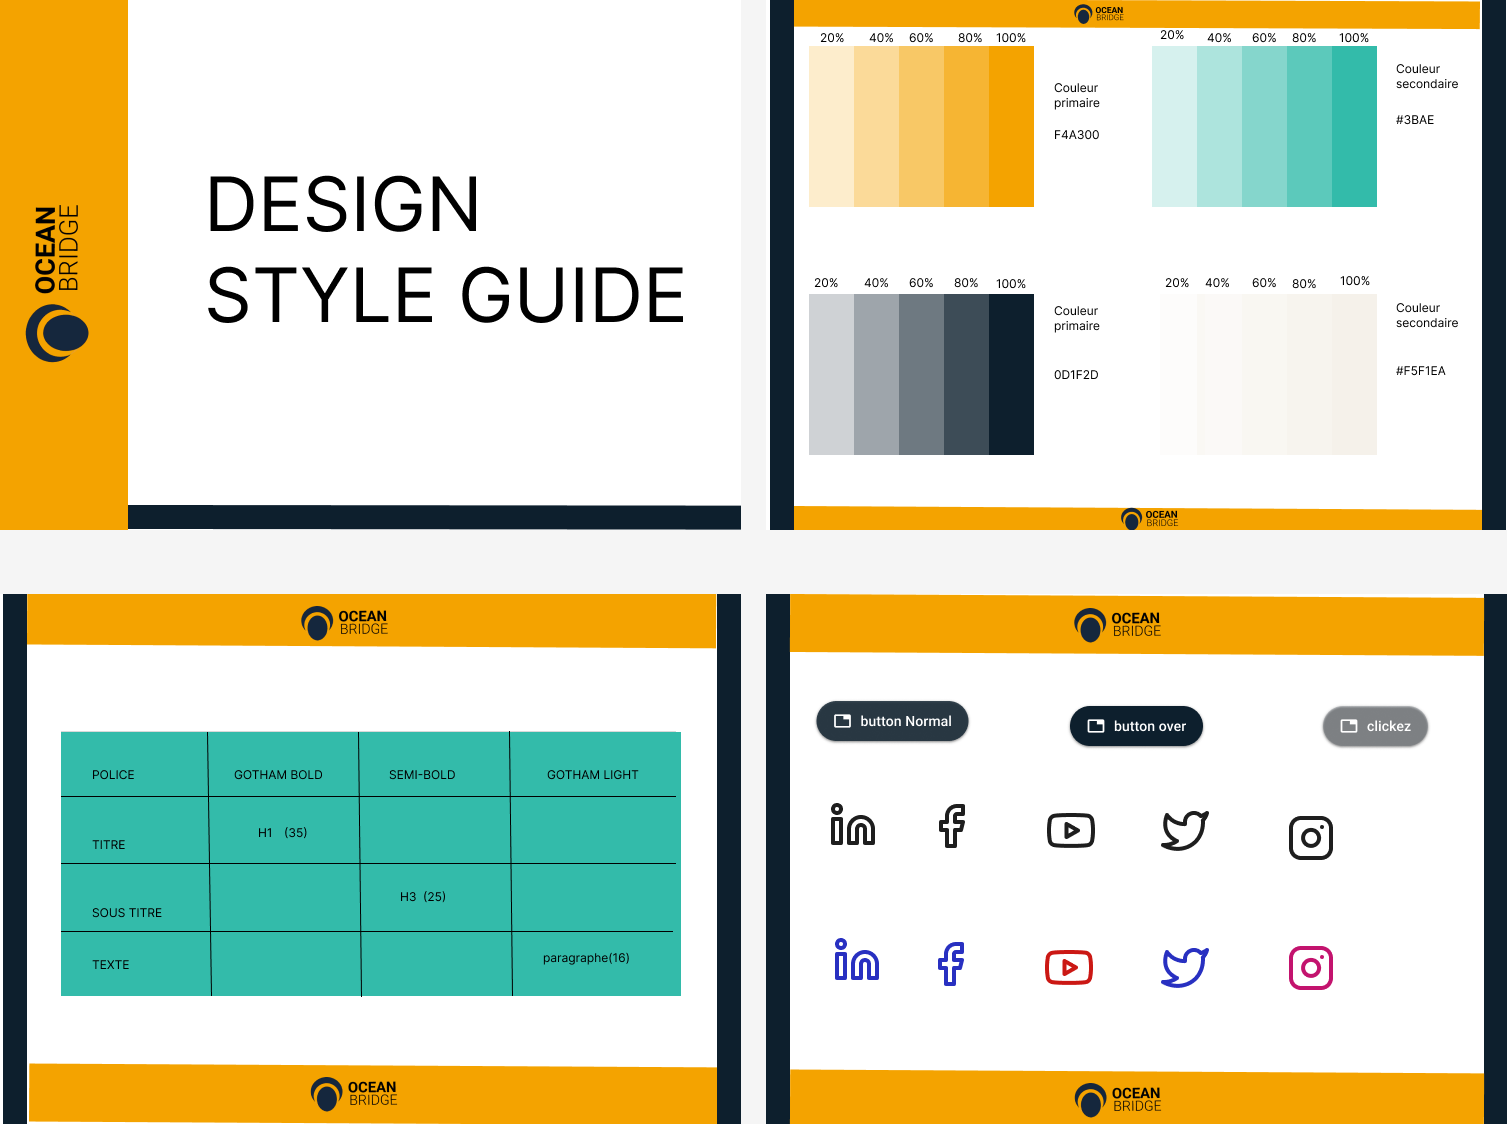 OCEAN
BRIDGE
DESIGN
STYLE GUIDE
OCEAN
BRIDGE
20% 40% 60% 80% 100%
Couleur
primaire
F4A300
20% 40% 60% 80% 100%
Couleur
secondaire
#3BAE
20% 40% 60% 80% 100%
Couleur
primaire
0D1F2D
20% 40% 60% 80% 100%
Couleur
secondaire
#F5F1EA
OCEAN
BRIDGE
OCEAN
BRIDGE
POLICE GOTHAM BOLD SEMI-BOLD GOTHAM LIGHT
TITRE H1 (35)
SOUS TITRE H3 (25)
TEXTE paragraphe(16)
OCEAN
BRIDGE
OCEAN
BRIDGE
button Normal button over clickez
OCEAN
BRIDGE